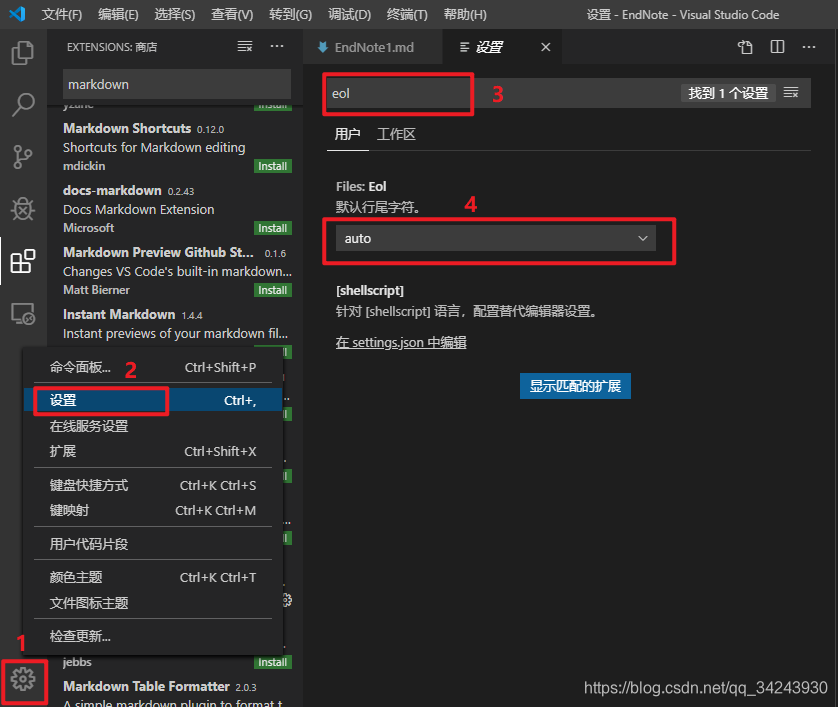 文件(F) 编辑(E) 选择(S) 查看(V) 转到(G) 调试(D) 终端(T) 帮助(H) 设置 - EndNote - Visual Studio Code
EXTENSIONS: 商店
markdown
Install
Markdown Shortcuts 0.12.0
Shortcuts for Markdown editing
mdickin Install
docs-markdown 0.2.43
Docs Markdown Extension
Microsoft Install
Markdown Preview Github St... 0.1.6
Changes VS Code's built-in markdown...
Matt Bierner Install
Instant Markdown 1.4.4
Instant previews of your markdown fil...
命令面板... Ctrl+Shift+P
2
设置 Ctrl+,
在线服务设置
扩展 Ctrl+Shift+X
键盘快捷方式 Ctrl+K Ctrl+S
键映射 Ctrl+K Ctrl+M
用户代码片段
颜色主题 Ctrl+K Ctrl+T
文件图标主题
检查更新...
1
jebbs Install
Markdown Table Formatter 2.0.3
A simple markdown plugin to format t
EndNote1.md 设置
eol 3 找到 1 个设置
用户 工作区
Files: Eol
默认行尾字符。
4
auto
[shellscript]
针对 [shellscript] 语言，配置替代编辑器设置。
在 settings.json 中编辑
显示匹配的扩展
https://blog.csdn.net/qq_34243930